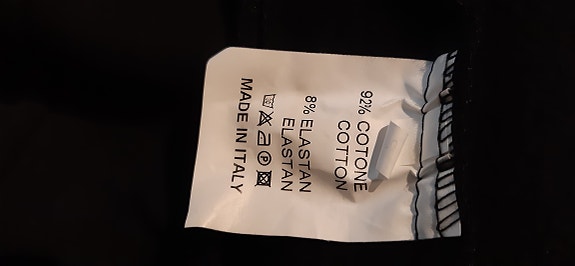 92% COTONE
COTTON
8% ELASTAN
ELASTAN
P
MADE IN ITALY